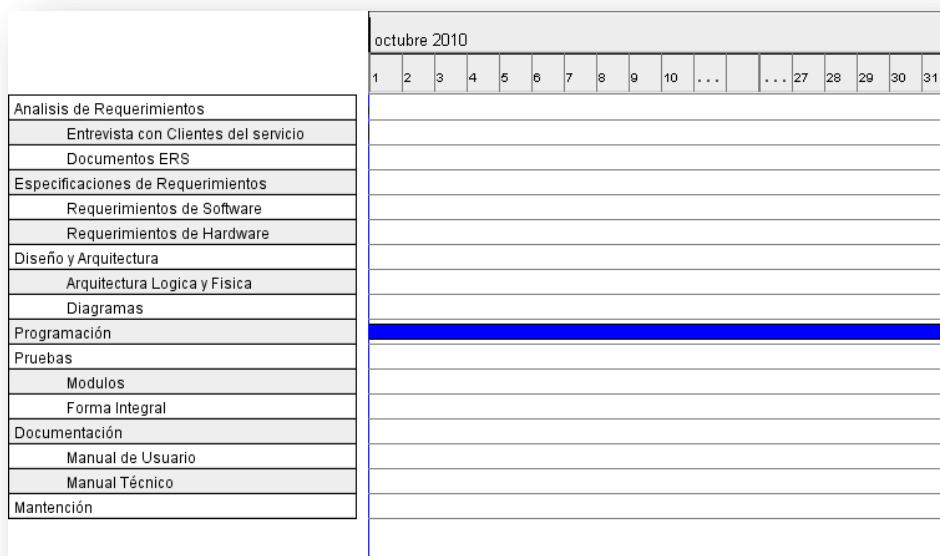 octubre 2010
1 2 3 4 5 6 7 8 9 10 ... ... 27 28 29 30 31
Analisis de Requerimientos
Entrevista con Clientes del servicio
Documentos ERS
Especificaciones de Requerimientos
Requerimientos de Software
Requerimientos de Hardware
Diseño y Arquitectura
Arquitectura Logica y Fisica
Diagramas
Programación
Pruebas
Modulos
Forma Integral
Documentación
Manual de Usuario
Manual Técnico
Mantención